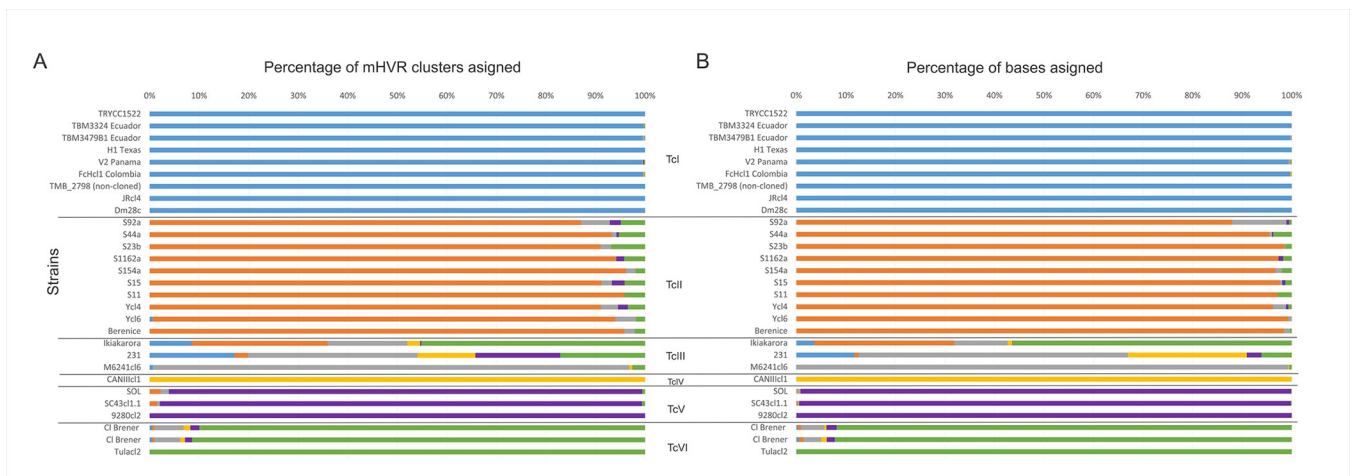 A
Percentage of mHVR clusters asigned
0% 10% 20% 30% 40% 50% 60% 70% 80% 90% 100%
Strains
TRYCC1522
TBM3324 Ecuador
TBM3479B1 Ecuador
H1 Texas
V2 Panama
FcHcl1 Colombia
TMB_2798 (non-cloned)
JRcl4
Dm28c
S92a
S44a
S23b
S1162a
S154a
S15
S11
Ycl4
Ycl6
Berenice
Ikiakarora
231
M6241cl6
CANIIIcl1
SOL
SC43cl1.1
9280cl2
Cl Brener
Cl Brener
Tulacl2
TcI
TcII
TcIII
TcIV
TcV
TcVI
B
Percentage of bases asigned
0% 10% 20% 30% 40% 50% 60% 70% 80% 90% 100%
TRYCC1522
TBM3324 Ecuador
TBM3479B1 Ecuador
H1 Texas
V2 Panama
FcHcl1 Colombia
TMB_2798 (non-cloned)
JRcl4
Dm28c
S92a
S44a
S23b
S1162a
S154a
S15
S11
Ycl4
Ycl6
Berenice
Ikiakarora
231
M6241cl6
CANIIIcl1
SOL
SC43cl1.1
9280cl2
Cl Brener
Cl Brener
Tulacl2